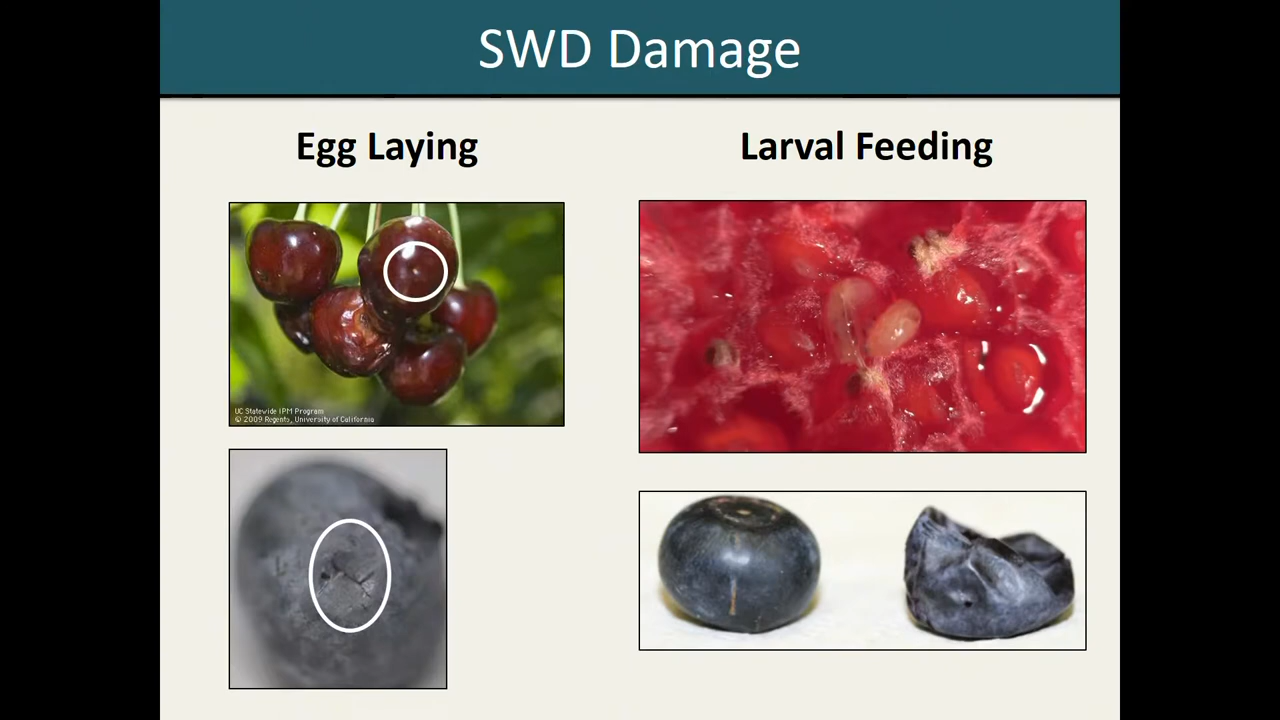 SWD Damage
Egg Laying
Larval Feeding
UC Statewide IPM Program
© 2009 Regents, University of California